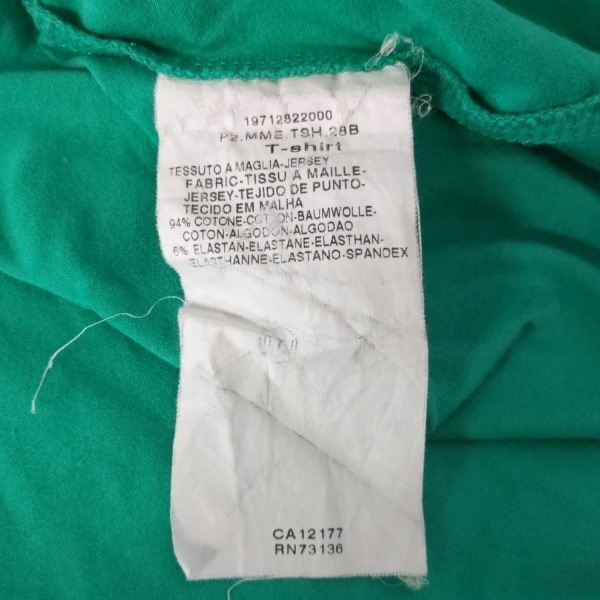 19712822000
P2.MME.TSH.28B
T-shirt
TESSUTO A MAGLIA-JERSEY
FABRIC-TISSU A MAILLE-
JERSEY-TEJIDO DE PUNTO-
TECIDO EM MALHA
94% COTONE-COTTON-BAUMWOLLE-
COTON-ALGODON-ALGODAO
6% ELASTAN-ELASTANE-ELASTHAN-
ELASTHANNE-ELASTANO-SPANDEX
CA12177
RN73136